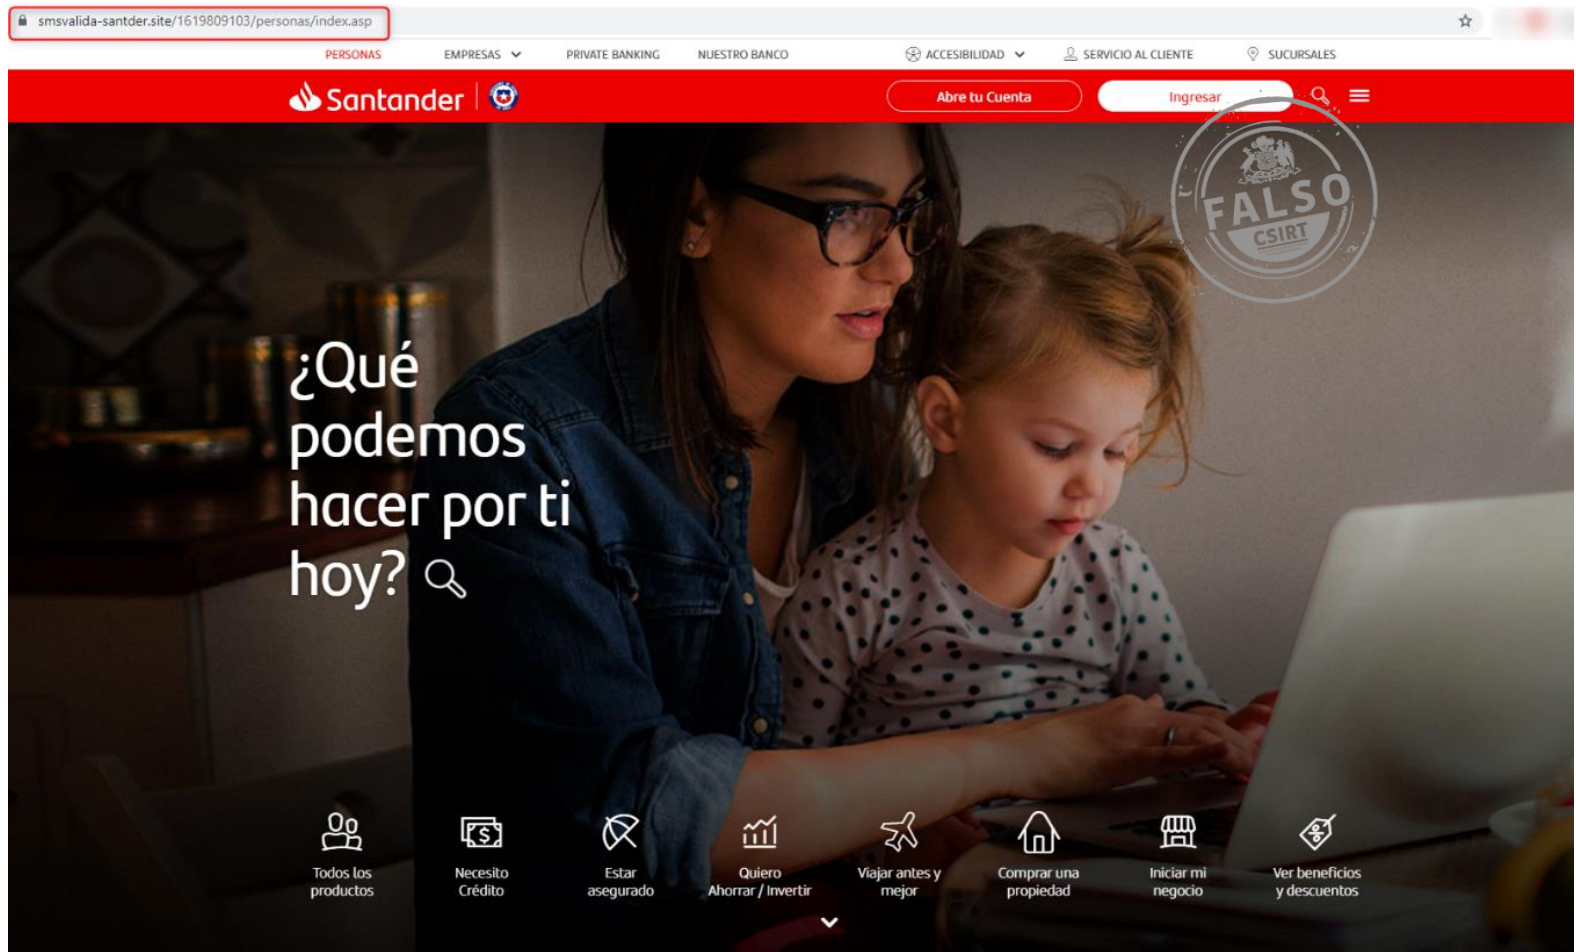 smsvalida-santder.site/1619809103/personas/index.asp
PERSONAS EMPRESAS PRIVATE BANKING NUESTRO BANCO ACCESIBILIDAD SERVICIO AL CLIENTE SUCURSALES
Santander Abre tu Cuenta Ingresar
FALSO
CSIRT
¿Qué
podemos
hacer por ti
hoy?
Todos los
productos
Necesito
Crédito
Estar
asegurado
Quiero
Ahorrar / Invertir
Viajar antes y
mejor
Comprar una
propiedad
Iniciar mi
negocio
Ver beneficios
y descuentos